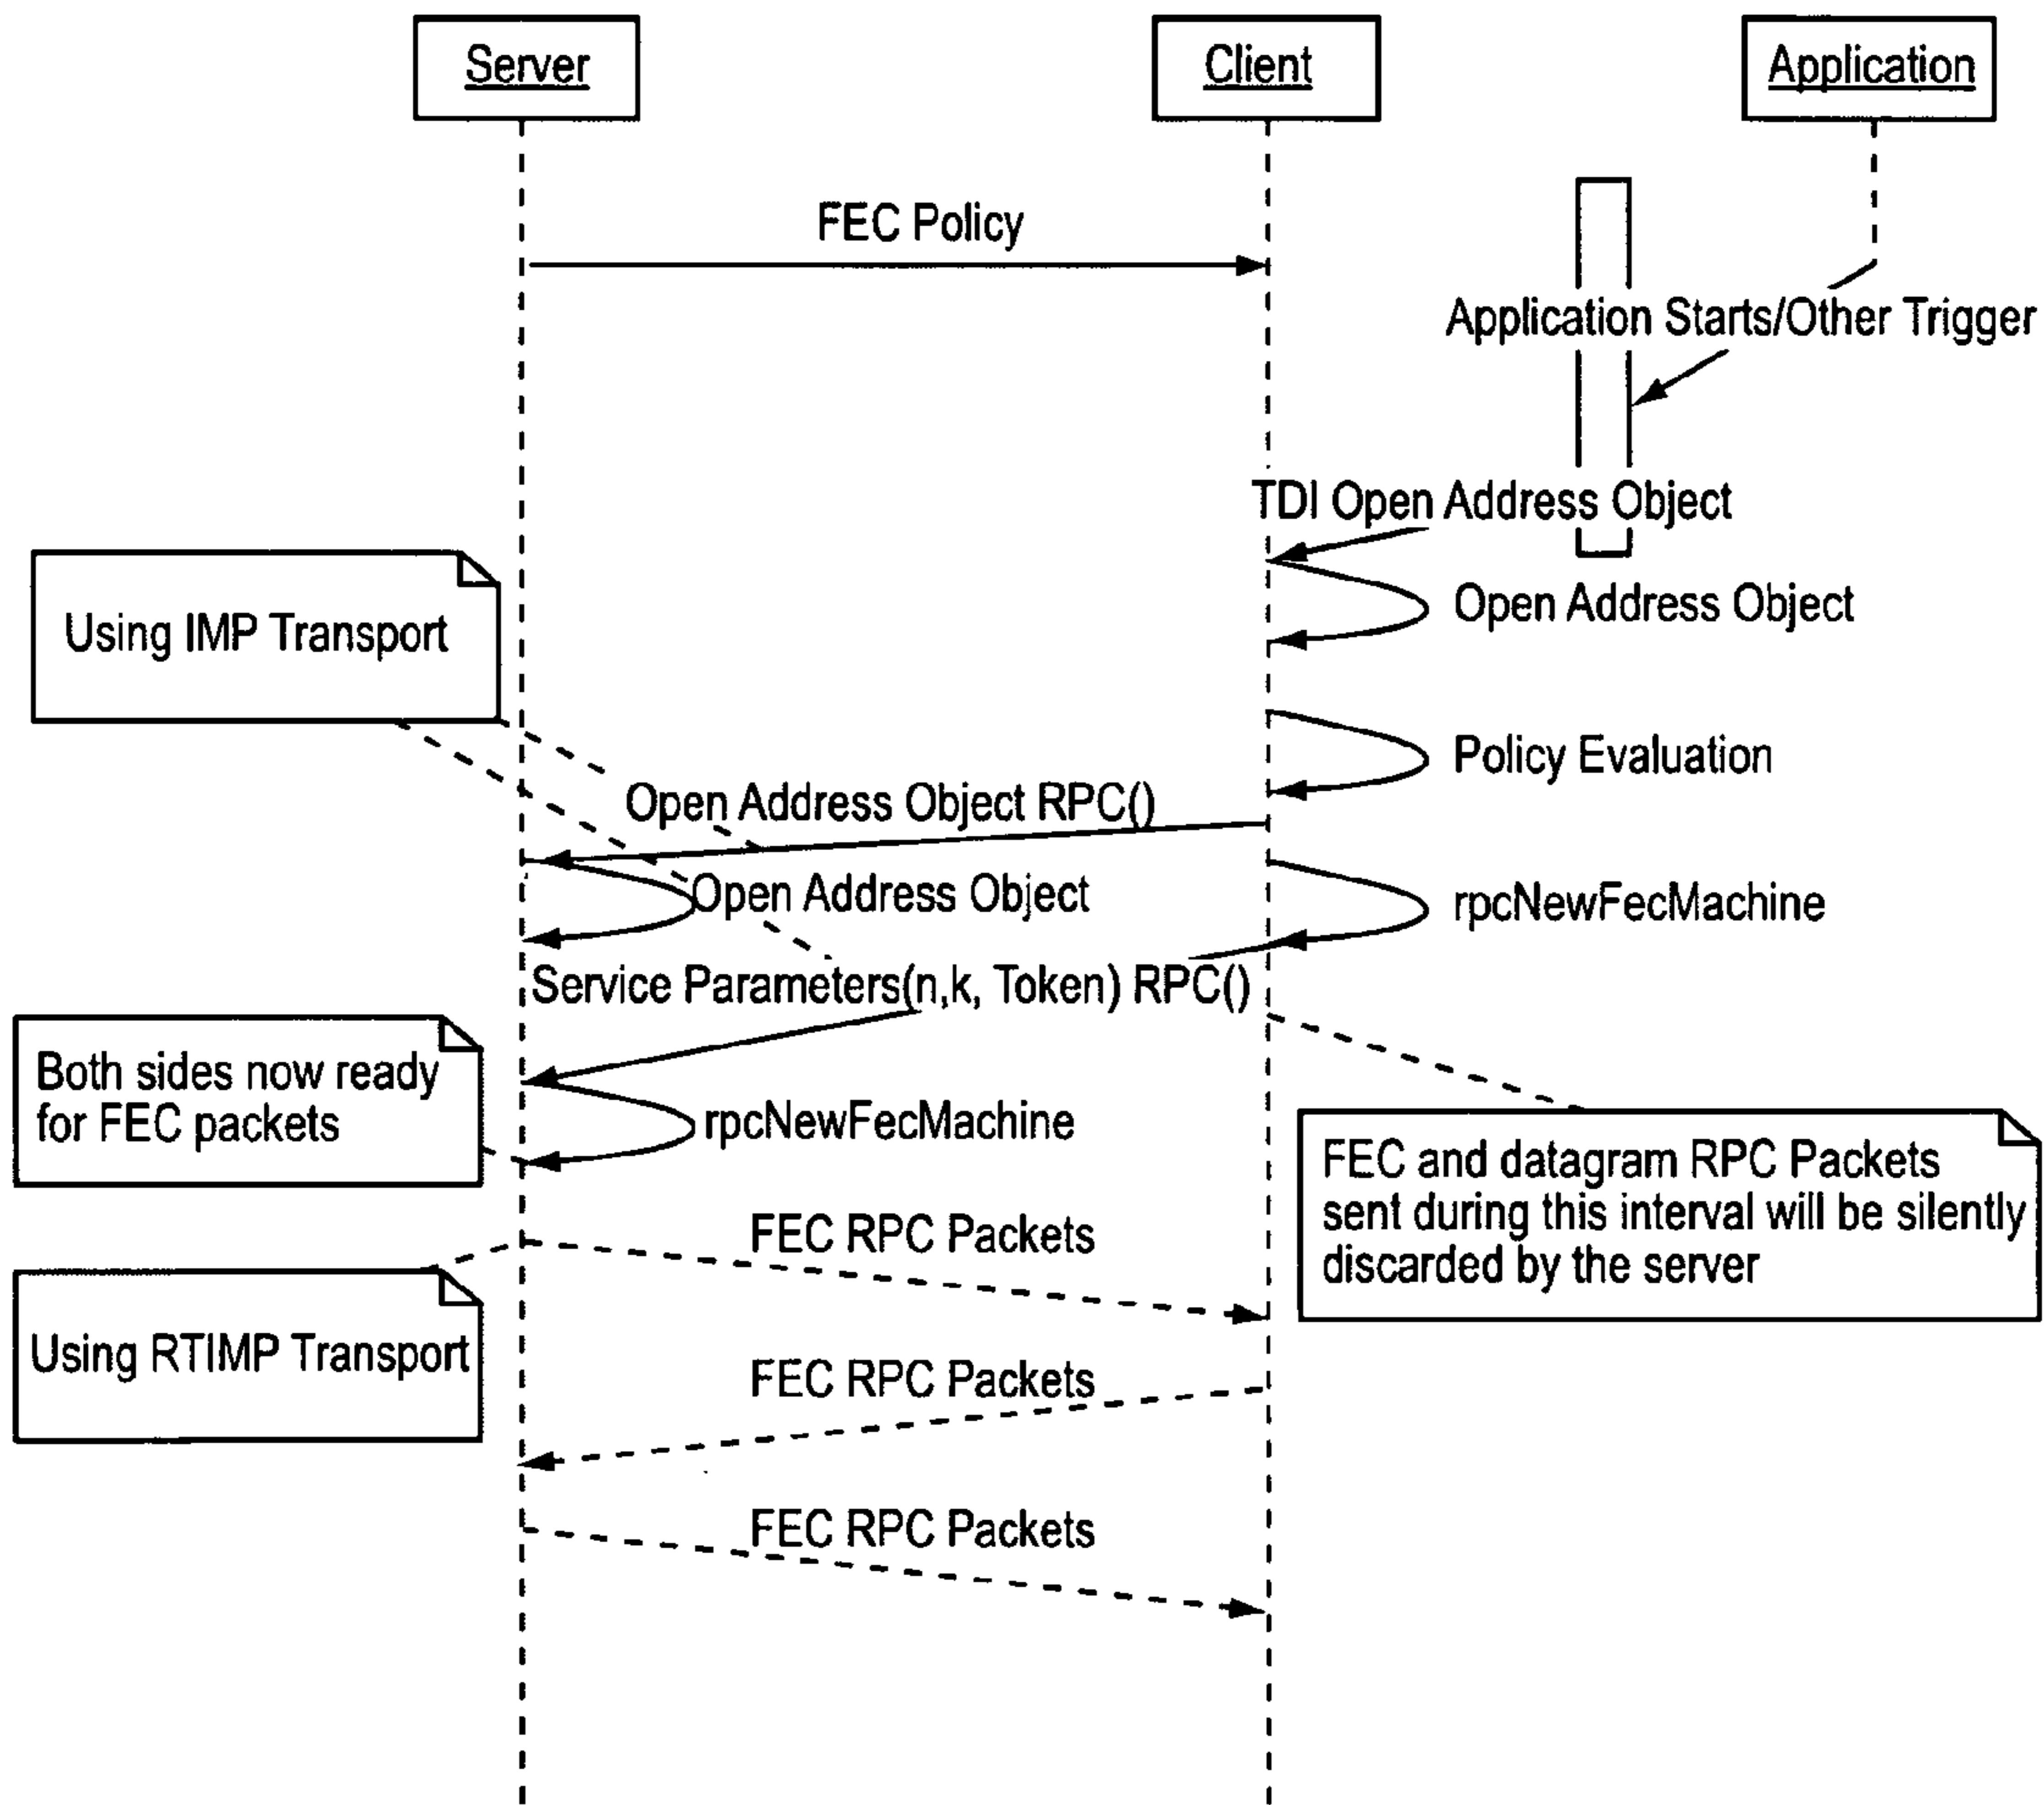 Server
Client
Application
FEC Policy
Application Starts/Other Trigger
TDI Open Address Object
Open Address Object
Using IMP Transport
Policy Evaluation
Open Address Object RPC()
Open Address Object
rpcNewFecMachine
Service Parameters(n,k, Token) RPC()
Both sides now ready
for FEC packets
rpcNewFecMachine
FEC and datagram RPC Packets
sent during this interval will be silently
discarded by the server
FEC RPC Packets
Using RTIMP Transport
FEC RPC Packets
FEC RPC Packets